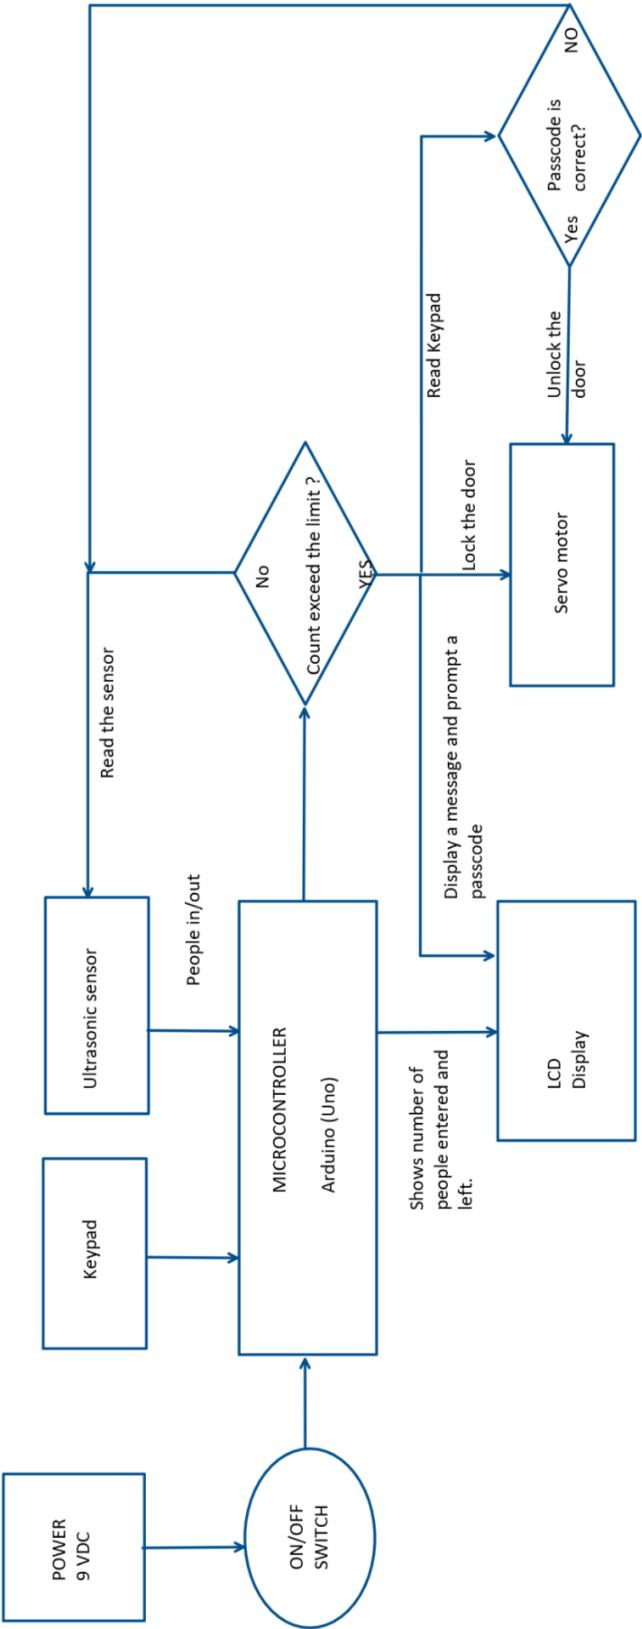 POWER
9 VDC
ON/OFF
SWITCH
Keypad
Ultrasonic sensor
People in/out
MICROCONTROLLER
Arduino (Uno)
Shows number of
people entered and
left.
LCD
Display
Read the sensor
No
Count exceed the limit ?
YES
Display a message and prompt a
passcode
Lock the door
Servo motor
Read Keypad
Unlock the
door
Yes
Passcode is
correct?
NO